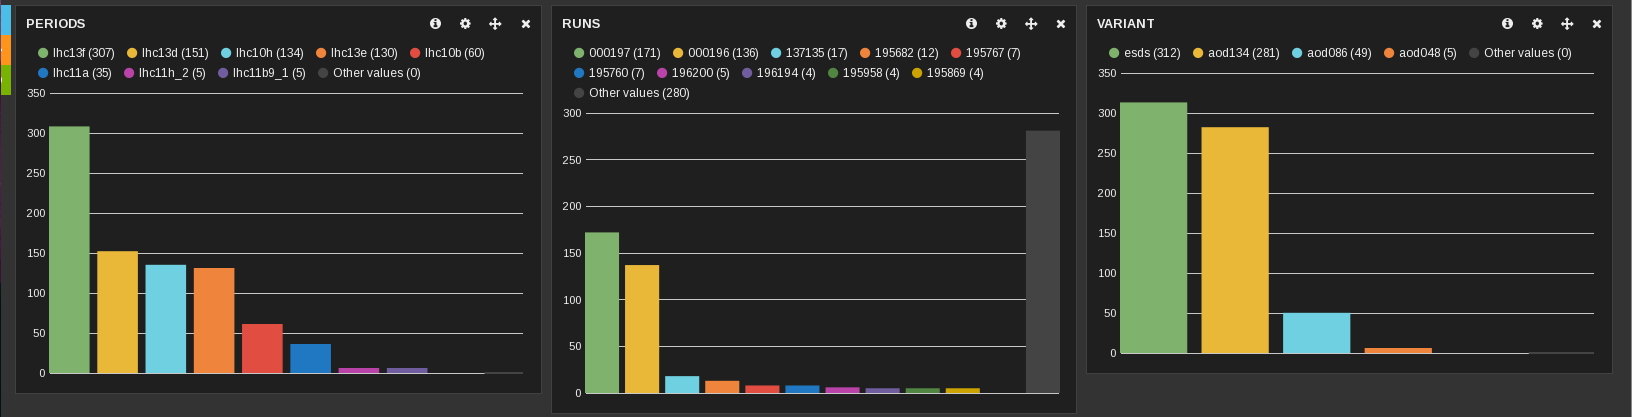 PERIODS
lhc13f (307) lhc13d (151) lhc10h (134) lhc13e (130) lhc10b (60)
lhc11a (35) lhc11h_2 (5) lhc11b9_1 (5) Other values (0)
350
300
250
200
150
100
50
0
RUNS
000197 (171) 000196 (136) 137135 (17) 195682 (12) 195767 (7)
195760 (7) 196200 (5) 196194 (4) 195958 (4) 195869 (4)
Other values (280)
300
250
200
150
100
50
0
VARIANT
esds (312) aod134 (281) aod086 (49) aod048 (5) Other values (0)
350
300
250
200
150
100
50
0